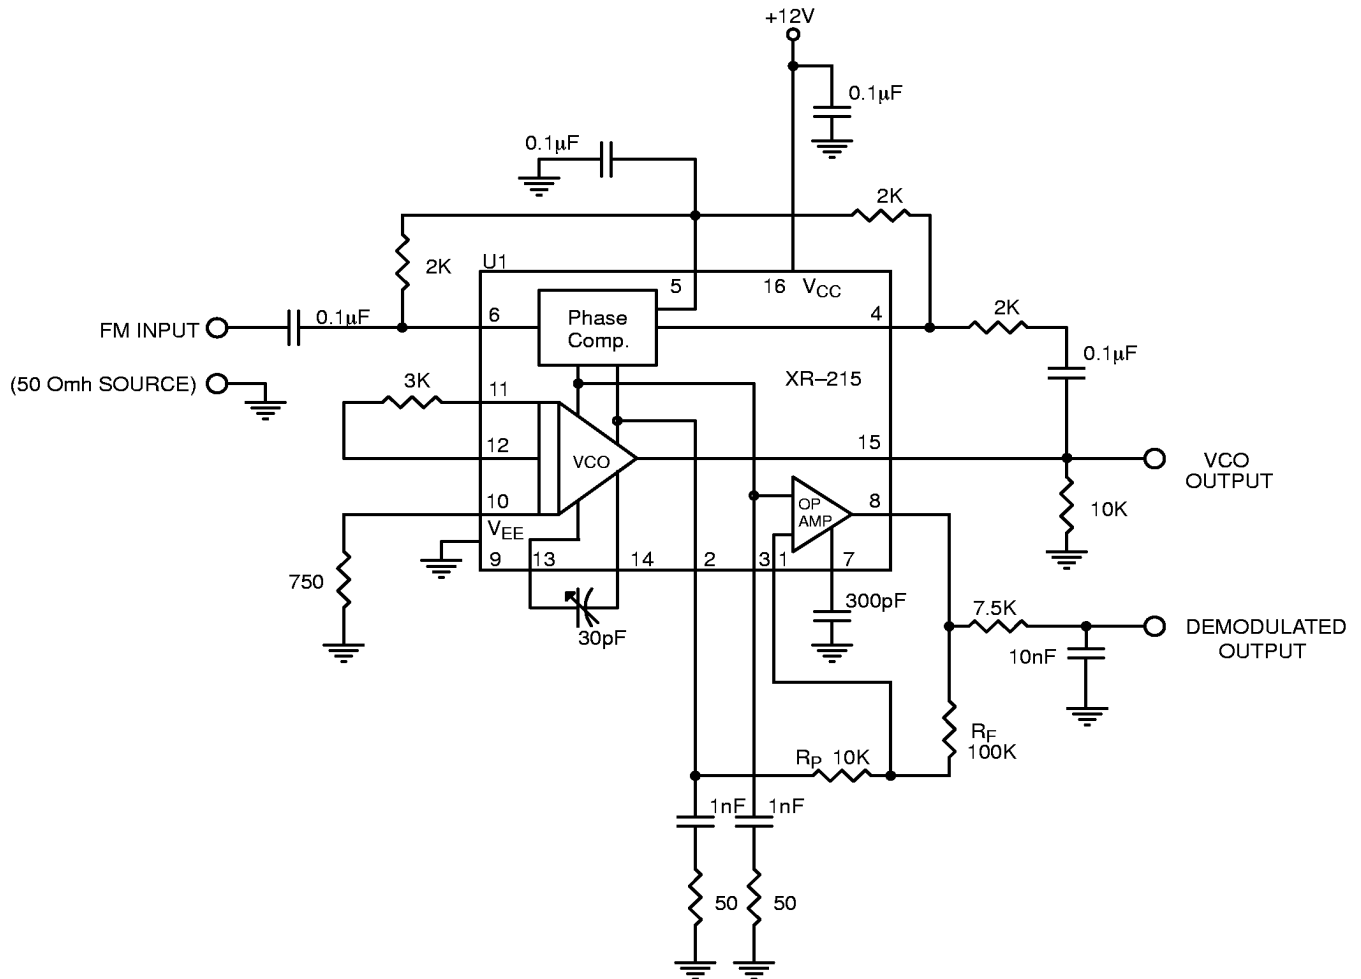 +12V
0.1µF
0.1µF
2K
2K
U1
5
16 VCC
6
Phase
Comp.
4
2K
FM INPUT
0.1µF
0.1µF
XR–215
(50 Omh SOURCE)
3K
11
12
VCO
15
VCO
OUTPUT
10
VEE
OP
AMP
8
10K
9
13
14
2
3
1
7
750
30pF
300pF
7.5K
DEMODULATED
OUTPUT
10nF
RF
100K
RP 10K
1nF
1nF
50
50